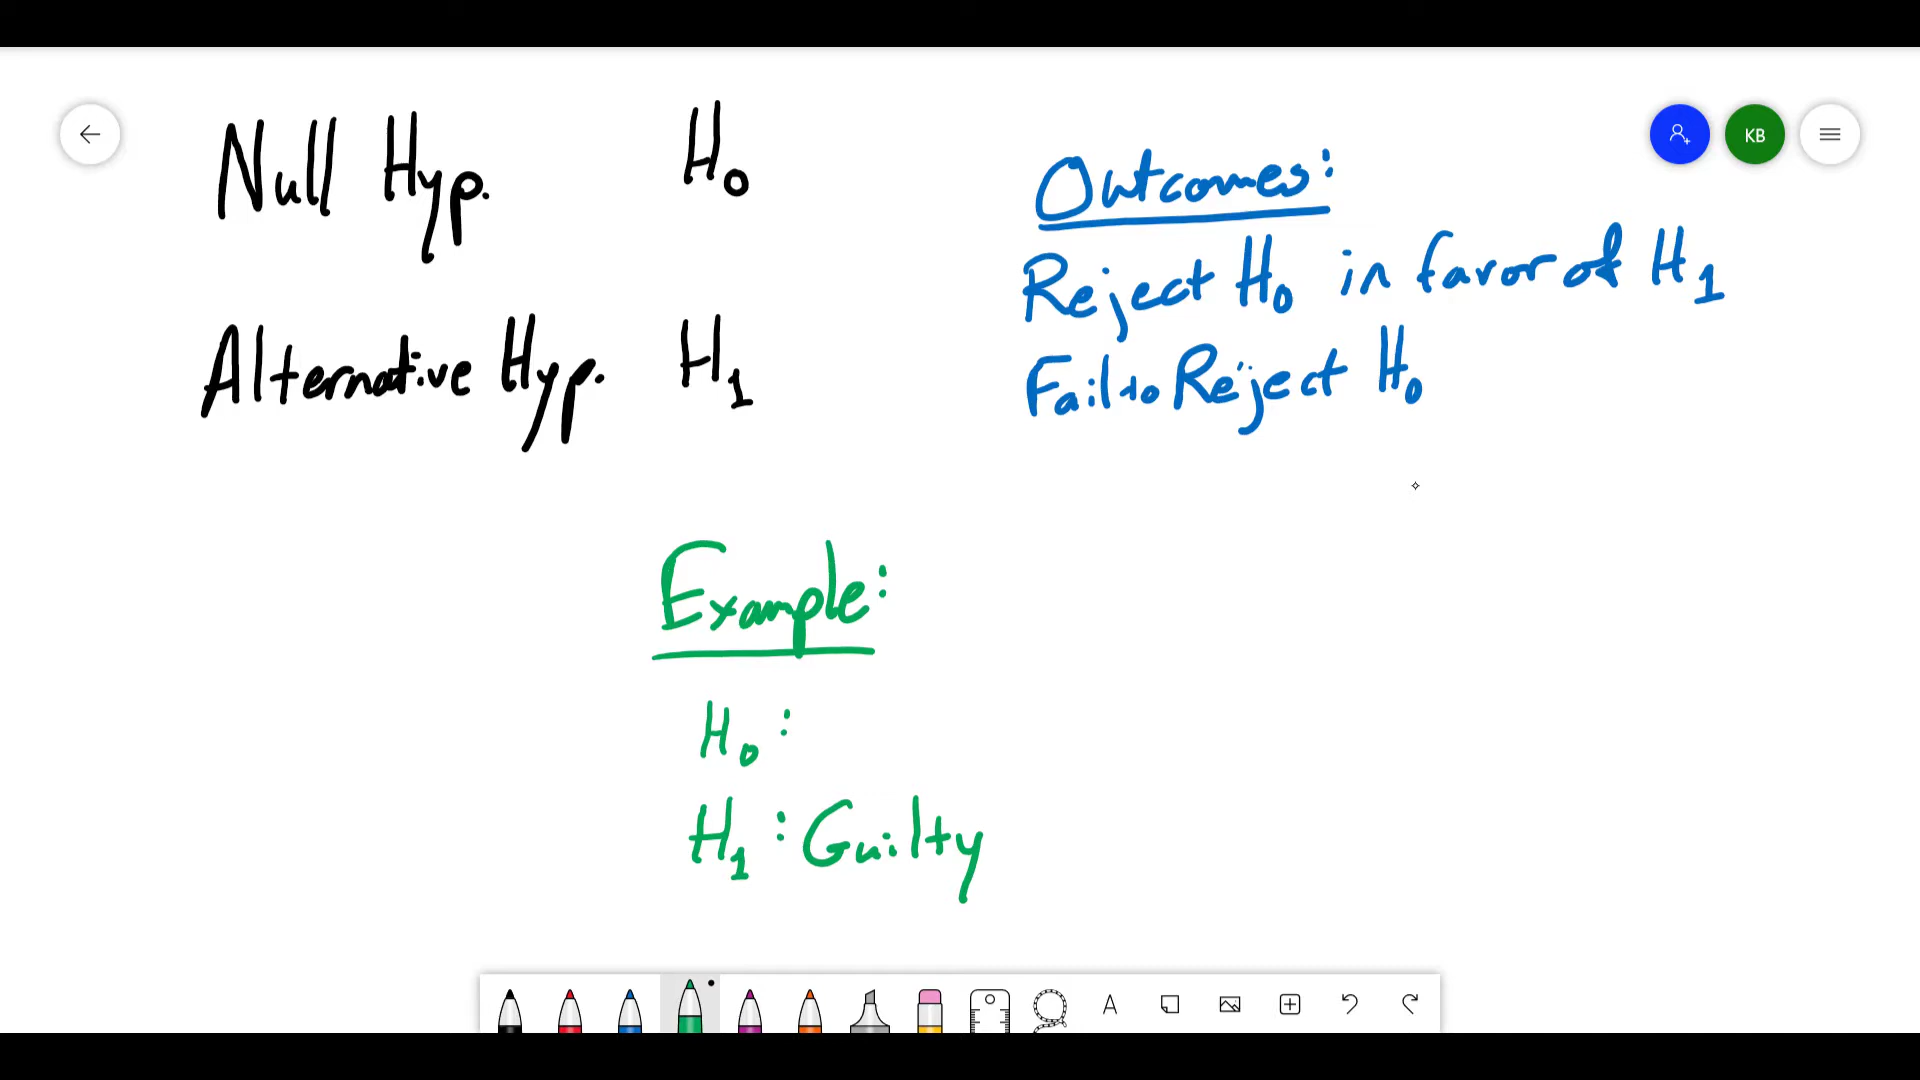 Null Hyp. H₀
Alternative Hyp. H₁
Outcomes:
Reject H₀ in favor of H₁
Fail to Reject H₀
KB
Example:
H₀ :
H₁ : Guilty
A